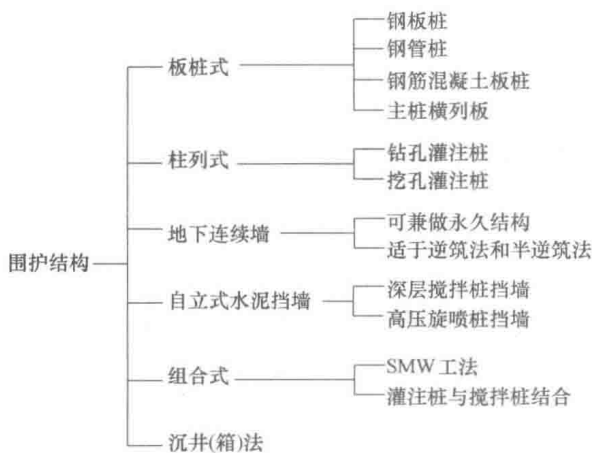 围护结构
板桩式
钢板桩
钢管桩
钢筋混凝土板桩
主桩横列板
柱列式
钻孔灌注桩
挖孔灌注桩
地下连续墙
可兼做永久结构
适于逆筑法和半逆筑法
自立式水泥挡墙
深层搅拌桩挡墙
高压旋喷桩挡墙
组合式
SMW工法
灌注桩与搅拌桩结合
沉井(箱)法